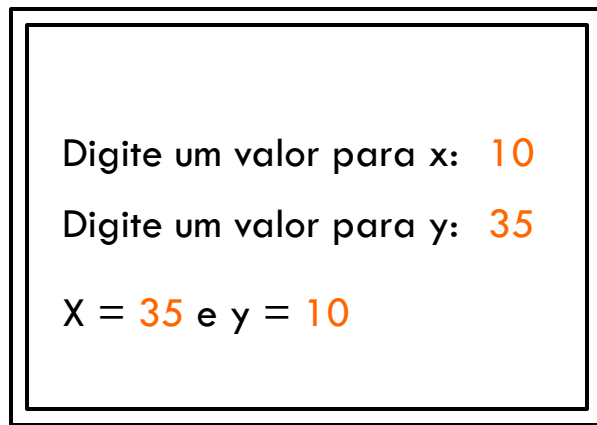 Digite um valor para x: 10
Digite um valor para y: 35
X = 35 e y = 10